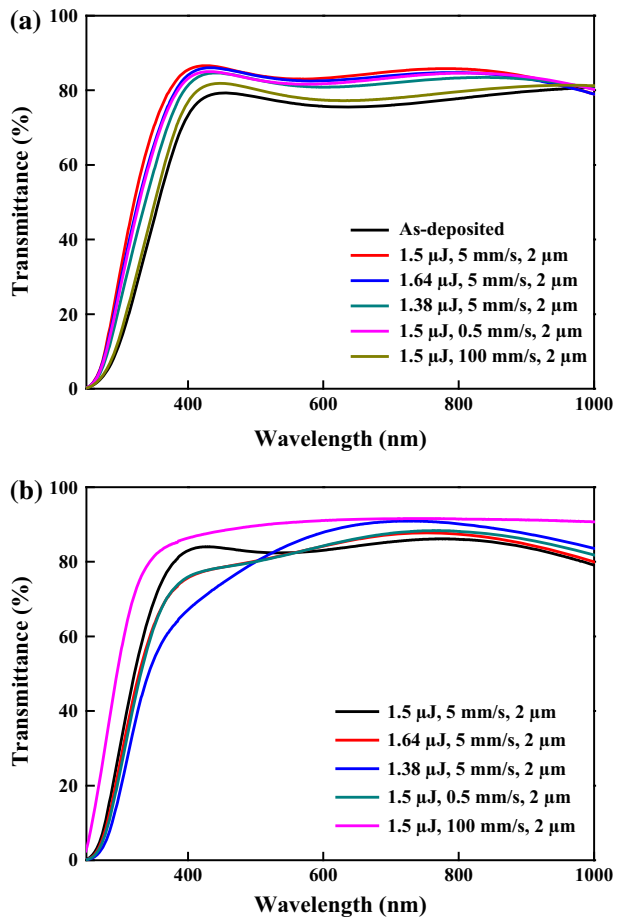 (a)
100
80
60
40
20
0
Transmittance (%)
As-deposited
1.5 µJ, 5 mm/s, 2 µm
1.64 µJ, 5 mm/s, 2 µm
1.38 µJ, 5 mm/s, 2 µm
1.5 µJ, 0.5 mm/s, 2 µm
1.5 µJ, 100 mm/s, 2 µm
400 600 800 1000
Wavelength (nm)
(b)
100
80
60
40
20
0
Transmittance (%)
1.5 µJ, 5 mm/s, 2 µm
1.64 µJ, 5 mm/s, 2 µm
1.38 µJ, 5 mm/s, 2 µm
1.5 µJ, 0.5 mm/s, 2 µm
1.5 µJ, 100 mm/s, 2 µm
400 600 800 1000
Wavelength (nm)